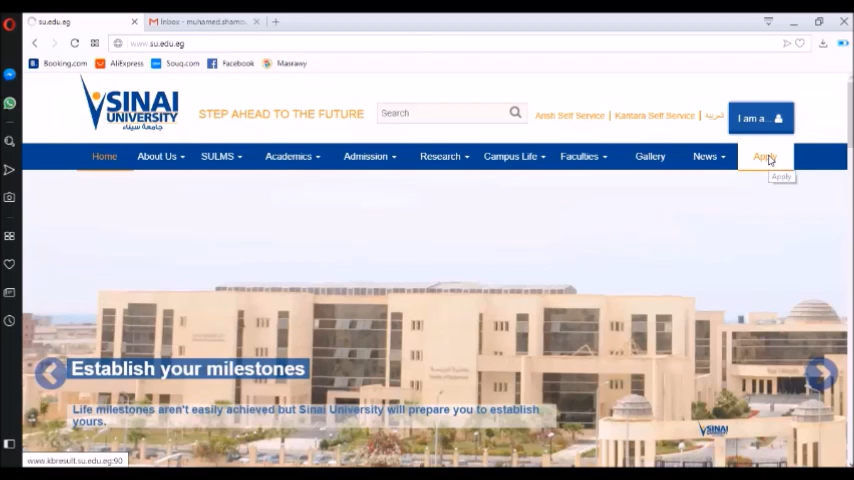 su.edu.eg
Inbox - muhamed.shams
www.su.edu.eg
Booking.com
AliExpress
Souq.com
Facebook
Masrawy
SINAI
UNIVERSITY
جامعة سيناء
STEP AHEAD TO THE FUTURE
Search
Arish Self Service | Kantara Self Service | العربية
I am a...
Home
About Us
SULMS
Academics
Admission
Research
Campus Life
Faculties
Gallery
News
Apply
Apply
Establish your milestones
Life milestones aren't easily achieved but Sinai University will prepare you to establish
yours.
SINAI
www.kbresult.su.edu.eg:90